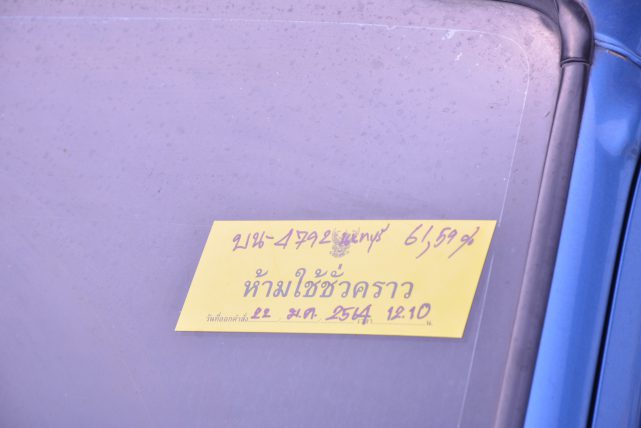 บน-4792 นนทบุรี 61,59%
ห้ามใช้ชั่วคราว
วันที่ออกคำสั่ง 22 ม.ค. 2564 12.10 น.